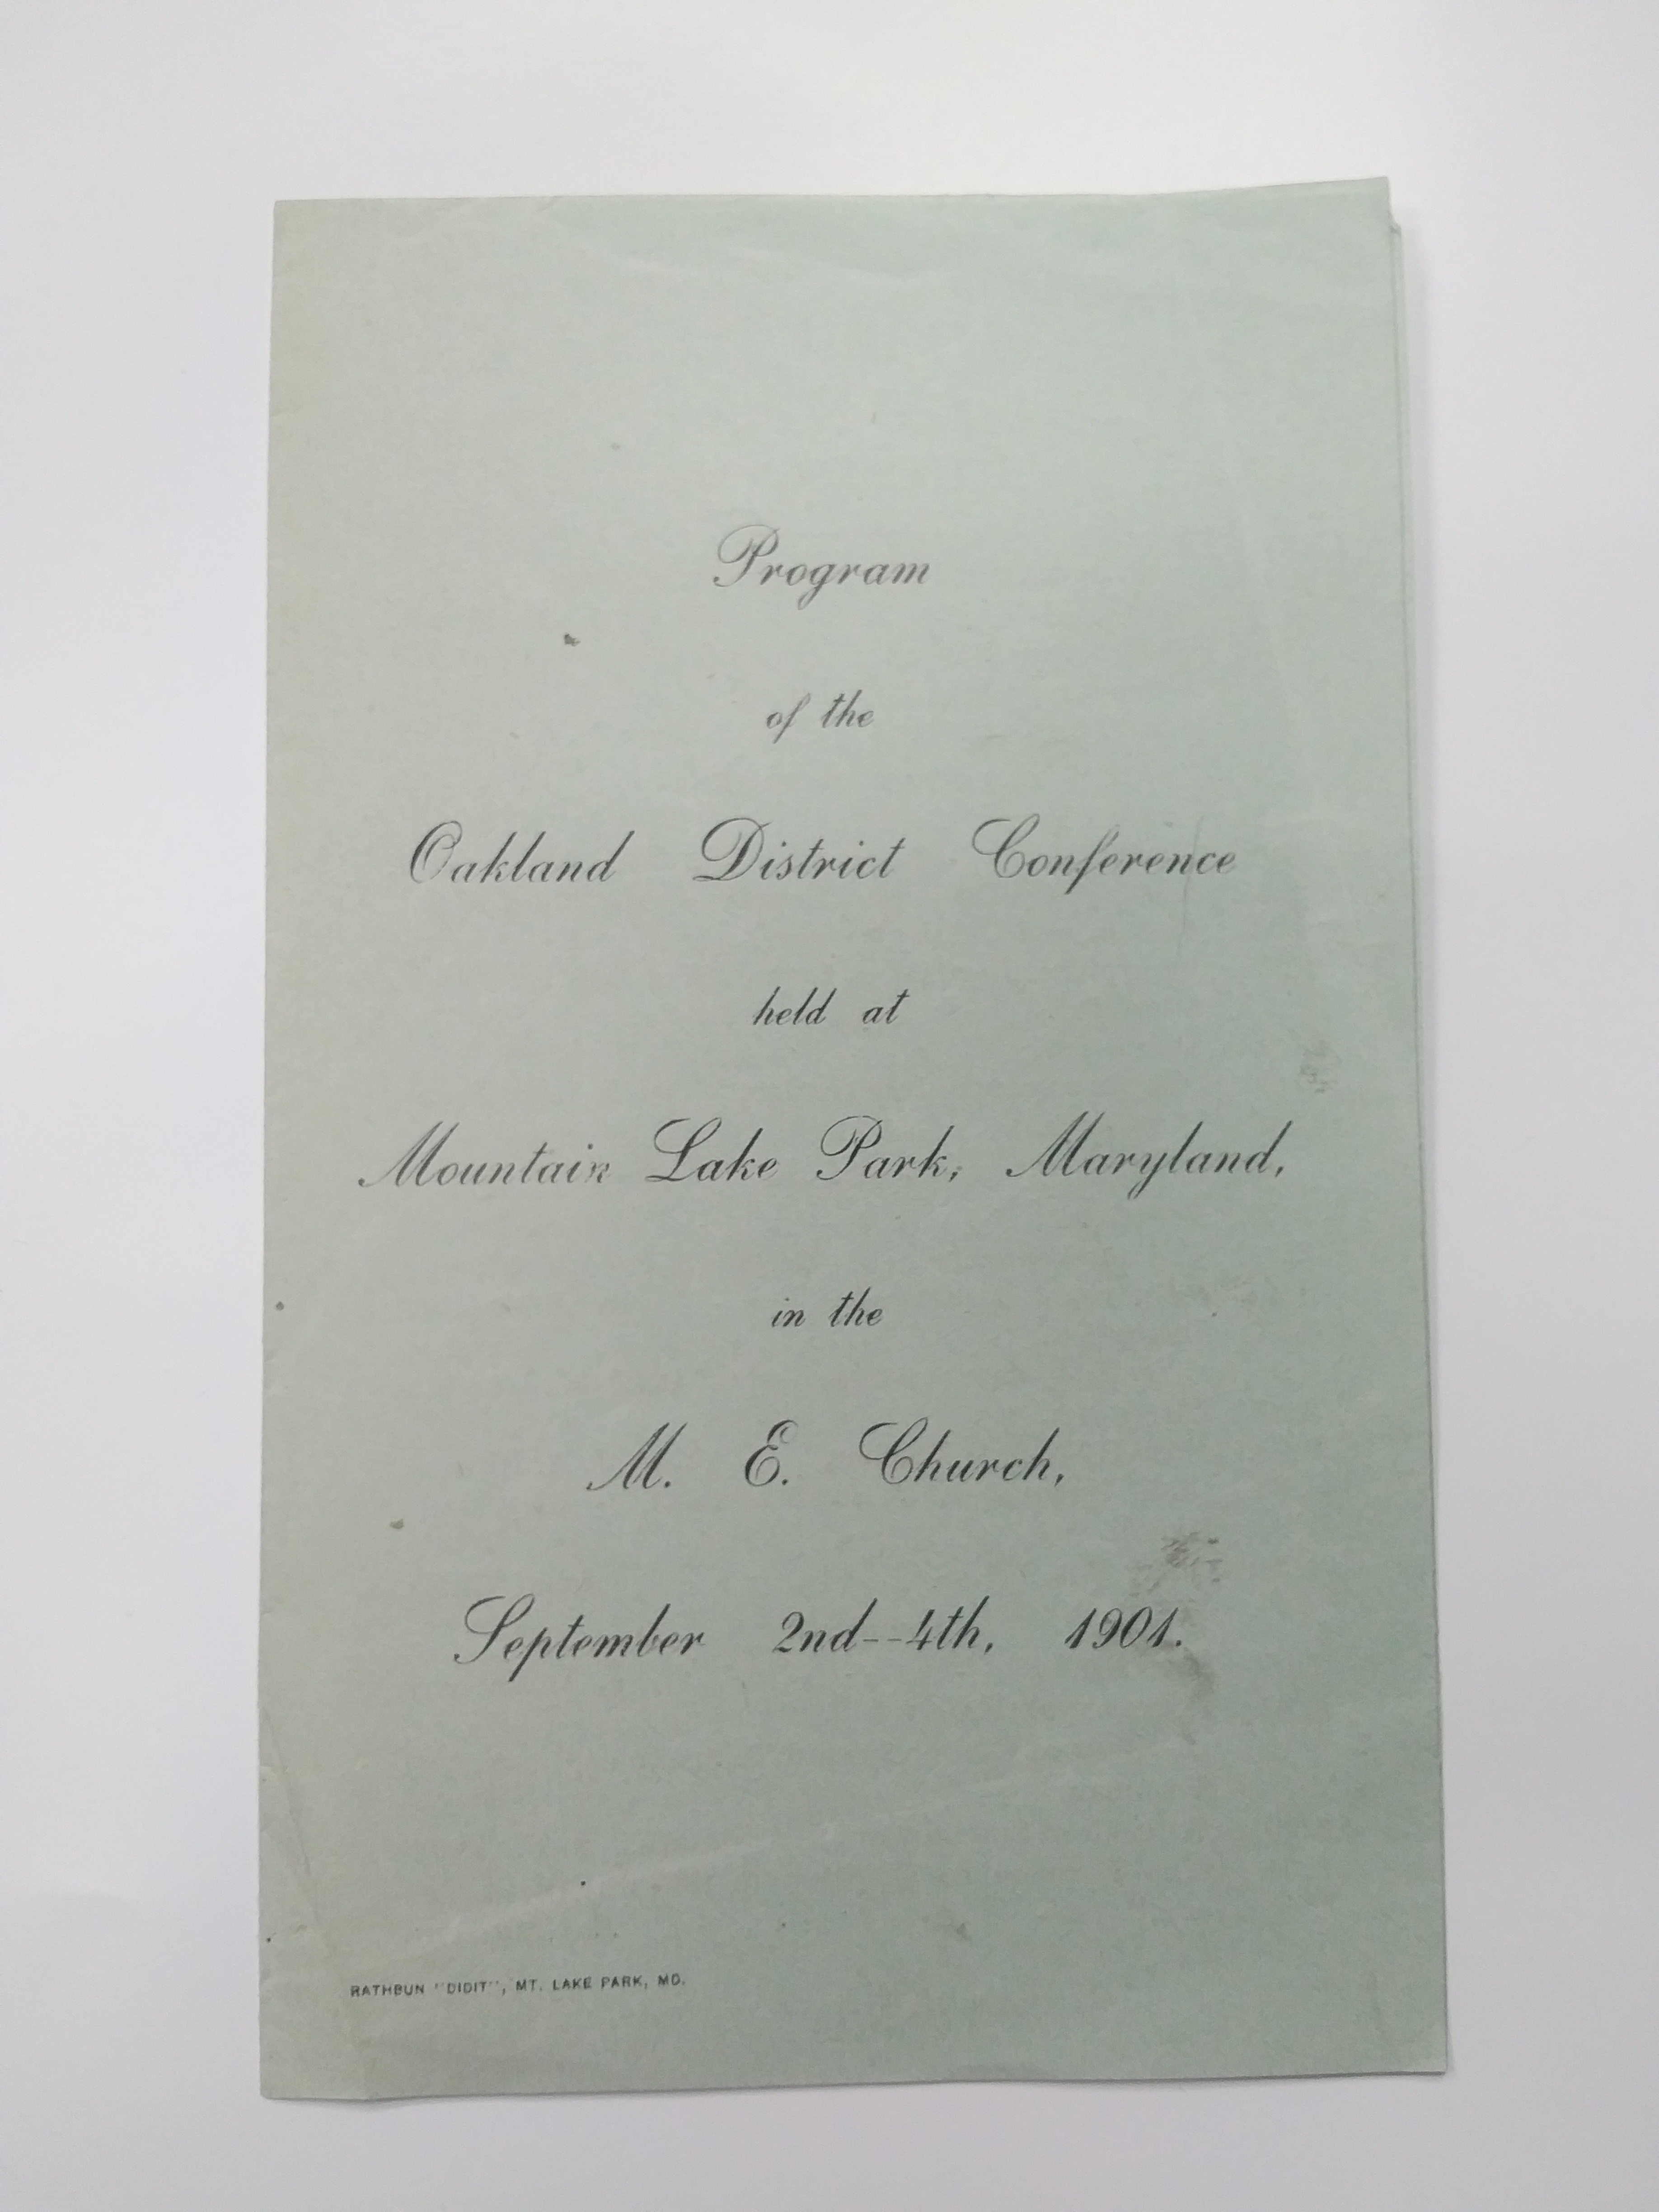 Program
of the
Oakland District Conference
held at
Mountain Lake Park, Maryland,
in the
M. E. Church,
September 2nd--4th, 1901.
RATHBUN "DIDIT", MT. LAKE PARK, MD.